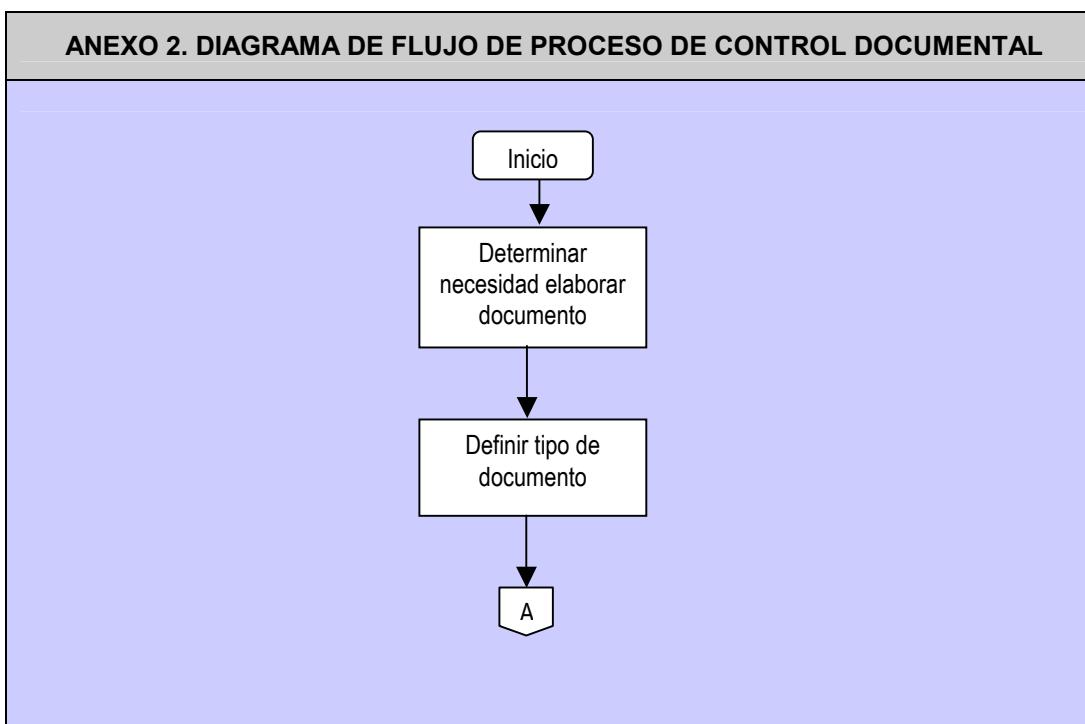 ANEXO 2. DIAGRAMA DE FLUJO DE PROCESO DE CONTROL DOCUMENTAL
Inicio
Determinar
necesidad elaborar
documento
Definir tipo de
documento
A